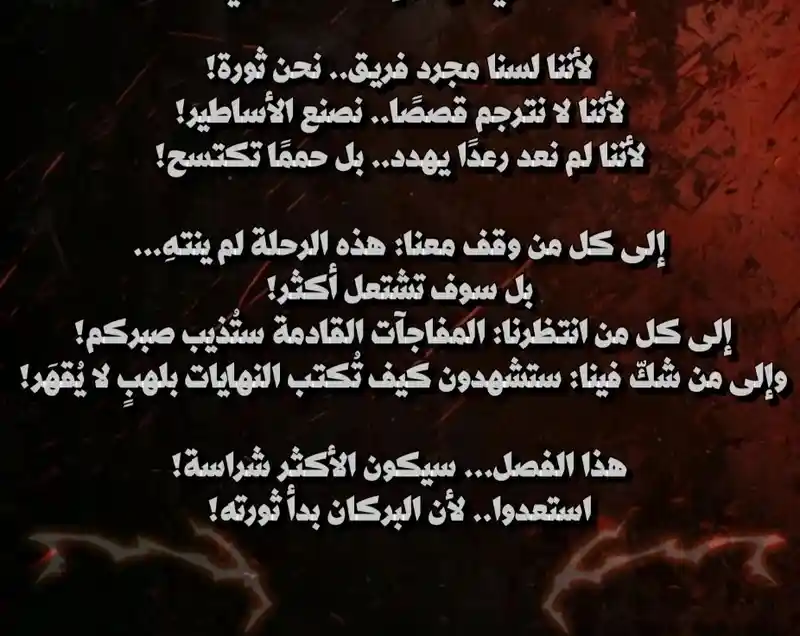 لأننا لسنا مجرد فريق.. نحن ثورة!
لأننا لا نترجم قصصًا.. نصنع الأساطير!
لأننا لم نعد رعدًا يهدد.. بل حممًا تكتسح!
إلى كل من وقف معنا: هذه الرحلة لم ينتهِ...
بل سوف تشتعل أكثر!
إلى كل من انتظرنا: المفاجآت القادمة ستُذيب صبركم!
وإلى من شكّ فينا: ستشهدون كيف تُكتب النهايات بلهبٍ لا يُقهَر!
هذا الفصل... سيكون الأكثر شراسة!
استعدوا.. لأن البركان بدأ ثورته!